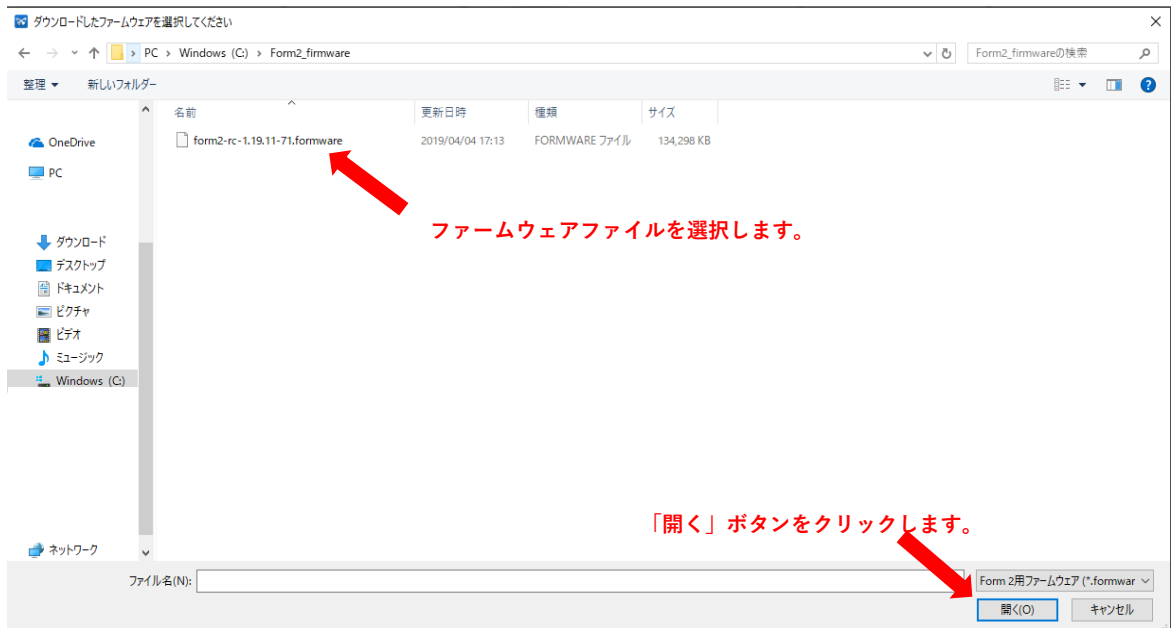 ダウンロードしたファームウェアを選択してください
PC › Windows (C:) › Form2_firmware
Form2_firmwareの検索
整理
新しいフォルダー
名前 更新日時 種類 サイズ
form2-rc-1.19.11-71.formware 2019/04/04 17:13 FORMWARE ファイル 134,298 KB
OneDrive
PC
ファームウェアファイルを選択します。
ダウンロード
デスクトップ
ドキュメント
ピクチャ
ビデオ
ミュージック
Windows (C:)
「開く」ボタンをクリックします。
ネットワーク
ファイル名(N):
Form 2用ファームウェア (*.formwar
開く(O)
キャンセル